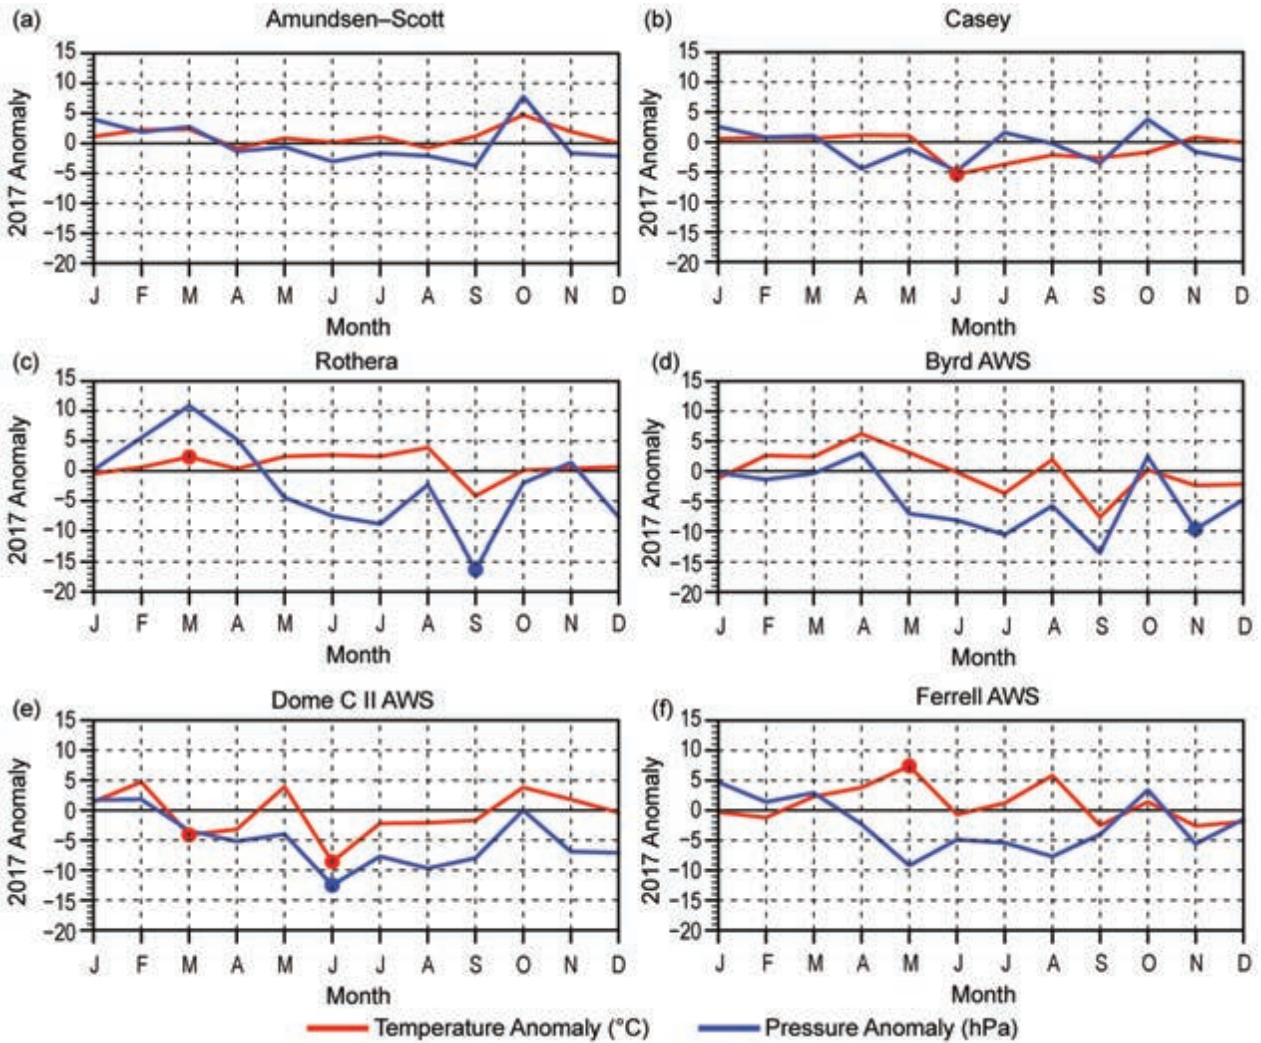 (a) Amundsen–Scott
15
10
5
0
−5
−10
−15
−20
2017 Anomaly
J F M A M J J A S O N D
Month
(b) Casey
15
10
5
0
−5
−10
−15
−20
2017 Anomaly
J F M A M J J A S O N D
Month
(c) Rothera
15
10
5
0
−5
−10
−15
−20
2017 Anomaly
J F M A M J J A S O N D
Month
(d) Byrd AWS
15
10
5
0
−5
−10
−15
−20
2017 Anomaly
J F M A M J J A S O N D
Month
(e) Dome C II AWS
15
10
5
0
−5
−10
−15
−20
2017 Anomaly
J F M A M J J A S O N D
Month
(f) Ferrell AWS
15
10
5
0
−5
−10
−15
−20
2017 Anomaly
J F M A M J J A S O N D
Month
Temperature Anomaly (°C) Pressure Anomaly (hPa)